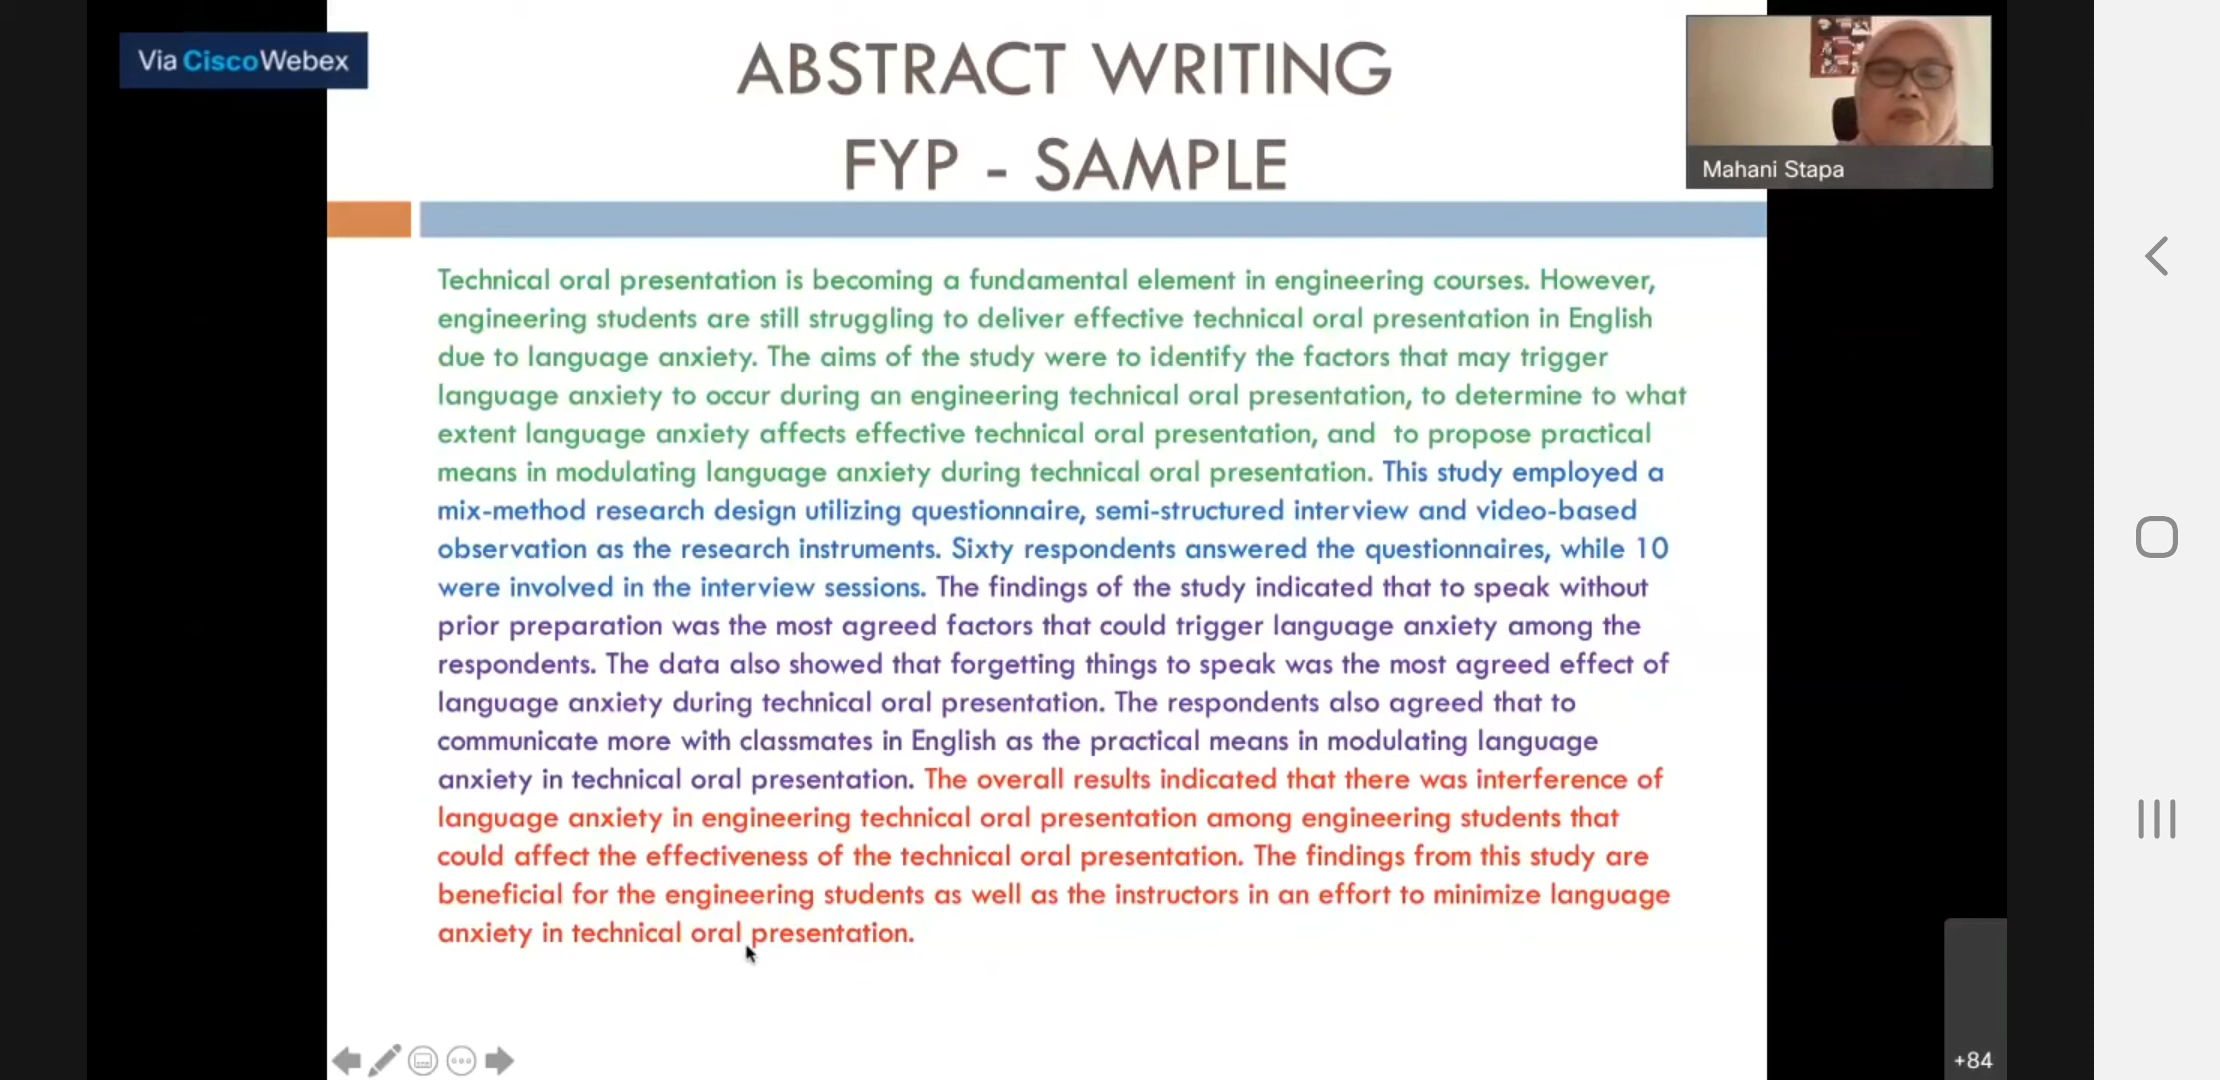 Via CiscoWebex
ABSTRACT WRITING
FYP - SAMPLE
Mahani Stapa
Technical oral presentation is becoming a fundamental element in engineering courses. However,
engineering students are still struggling to deliver effective technical oral presentation in English
due to language anxiety. The aims of the study were to identify the factors that may trigger
language anxiety to occur during an engineering technical oral presentation, to determine to what
extent language anxiety affects effective technical oral presentation, and to propose practical
means in modulating language anxiety during technical oral presentation. This study employed a
mix-method research design utilizing questionnaire, semi-structured interview and video-based
observation as the research instruments. Sixty respondents answered the questionnaires, while 10
were involved in the interview sessions. The findings of the study indicated that to speak without
prior preparation was the most agreed factors that could trigger language anxiety among the
respondents. The data also showed that forgetting things to speak was the most agreed effect of
language anxiety during technical oral presentation. The respondents also agreed that to
communicate more with classmates in English as the practical means in modulating language
anxiety in technical oral presentation. The overall results indicated that there was interference of
language anxiety in engineering technical oral presentation among engineering students that
could affect the effectiveness of the technical oral presentation. The findings from this study are
beneficial for the engineering students as well as the instructors in an effort to minimize language
anxiety in technical oral presentation.
+84